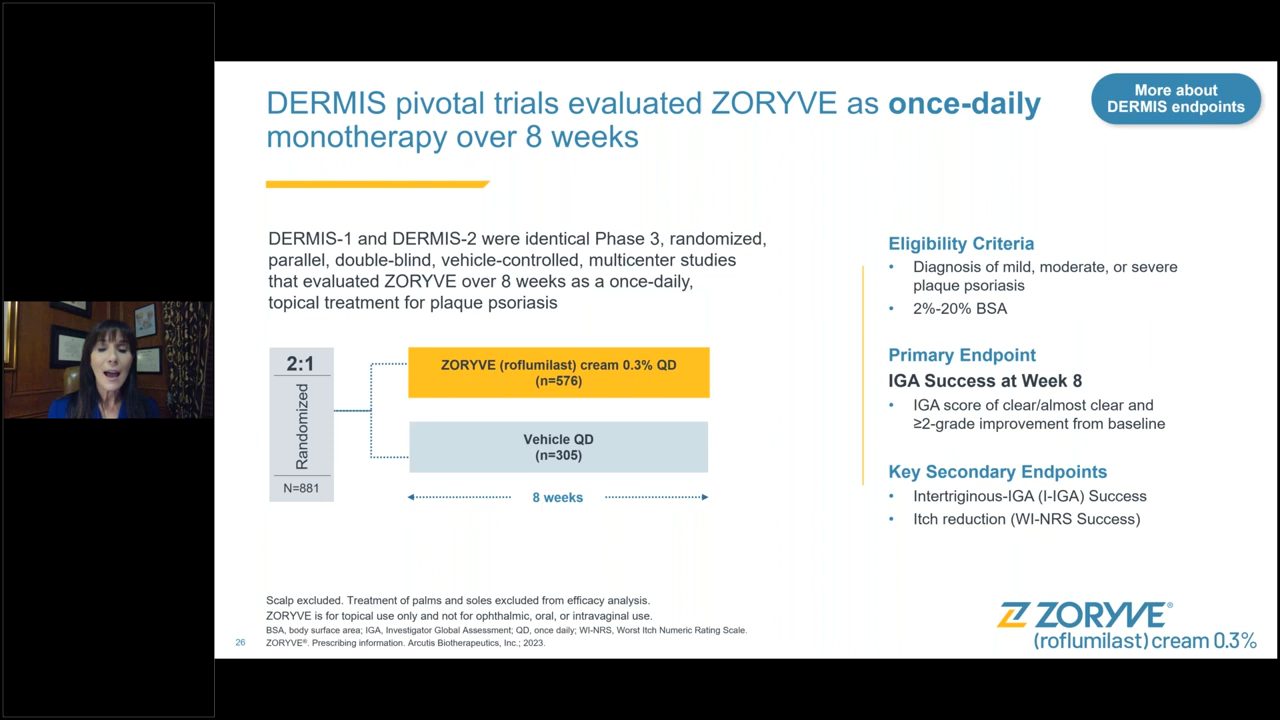 DERMIS pivotal trials evaluated ZORYVE as once-daily
monotherapy over 8 weeks
More about
DERMIS endpoints
DERMIS-1 and DERMIS-2 were identical Phase 3, randomized,
parallel, double-blind, vehicle-controlled, multicenter studies
that evaluated ZORYVE over 8 weeks as a once-daily,
topical treatment for plaque psoriasis
2:1
Randomized
N=881
ZORYVE (roflumilast) cream 0.3% QD
(n=576)
Vehicle QD
(n=305)
8 weeks
Eligibility Criteria
• Diagnosis of mild, moderate, or severe
plaque psoriasis
• 2%-20% BSA
Primary Endpoint
IGA Success at Week 8
• IGA score of clear/almost clear and
≥2-grade improvement from baseline
Key Secondary Endpoints
• Intertriginous-IGA (I-IGA) Success
• Itch reduction (WI-NRS Success)
Scalp excluded. Treatment of palms and soles excluded from efficacy analysis.
ZORYVE is for topical use only and not for ophthalmic, oral, or intravaginal use.
BSA, body surface area; IGA, Investigator Global Assessment; QD, once daily; WI-NRS, Worst Itch Numeric Rating Scale.
26 ZORYVE®. Prescribing information. Arcutis Biotherapeutics, Inc.; 2023.
ZORYVE®
(roflumilast) cream 0.3%